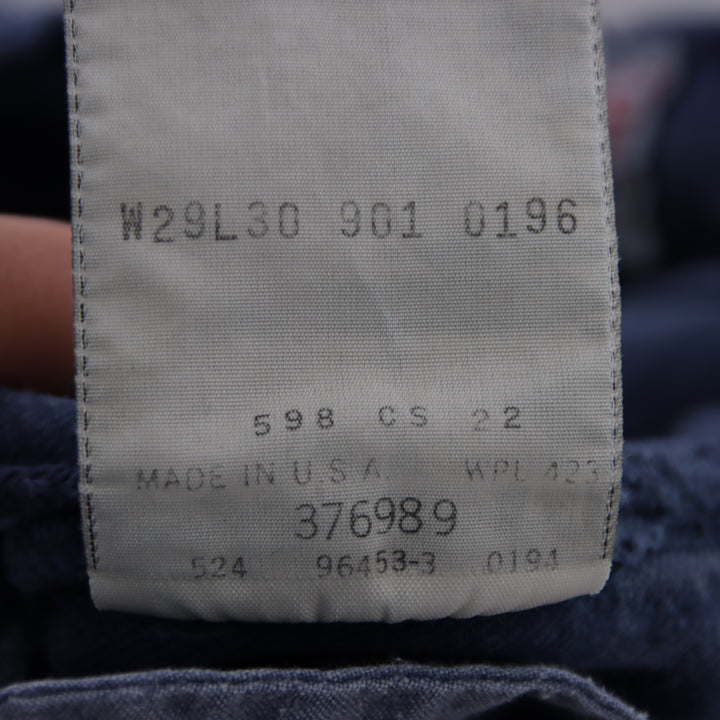 W29L30 901 0196
598 CS 22
MADE IN U.S.A. WPL 423
376989
524 96453-3 0194